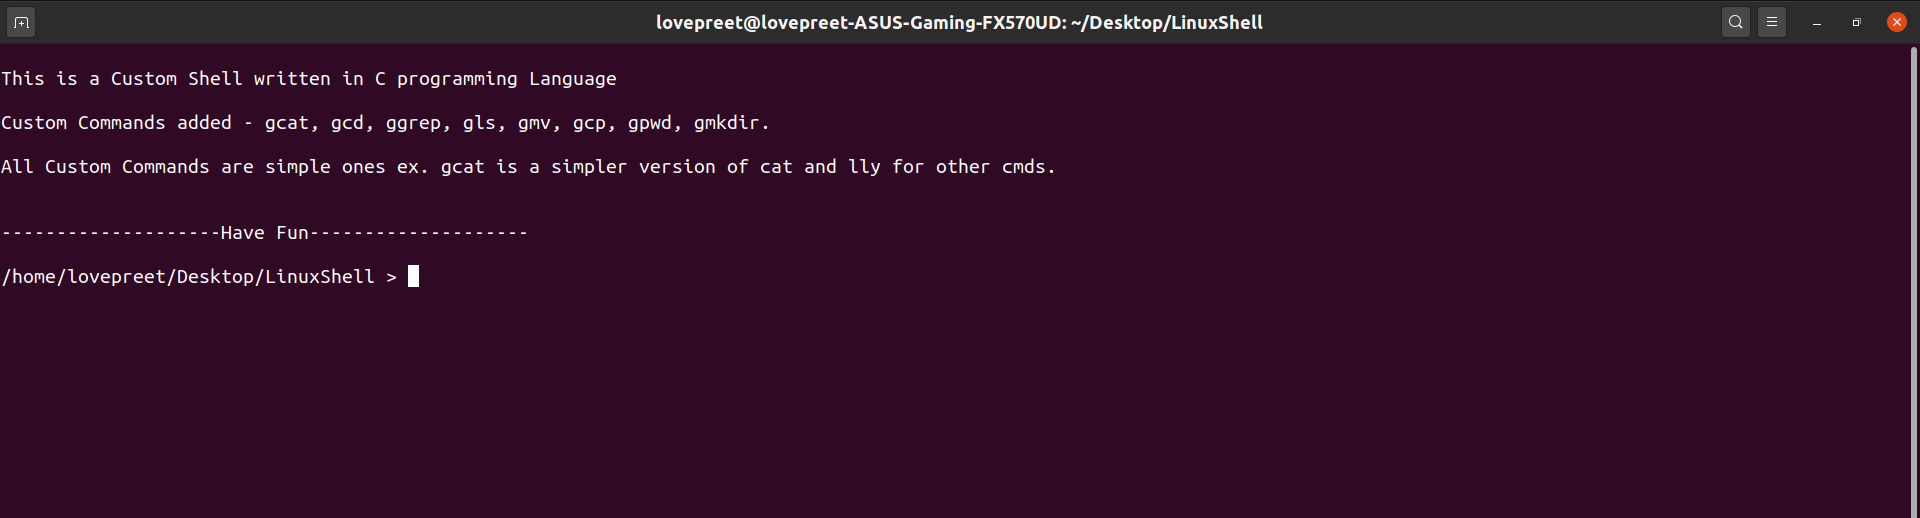 lovepreet@lovepreet-ASUS-Gaming-FX570UD: ~/Desktop/LinuxShell
This is a Custom Shell written in C programming Language
Custom Commands added - gcat, gcd, ggrep, gls, gmv, gcp, gpwd, gmkdir.
All Custom Commands are simple ones ex. gcat is a simpler version of cat and lly for other cmds.
--------------------Have Fun--------------------
/home/lovepreet/Desktop/LinuxShell >